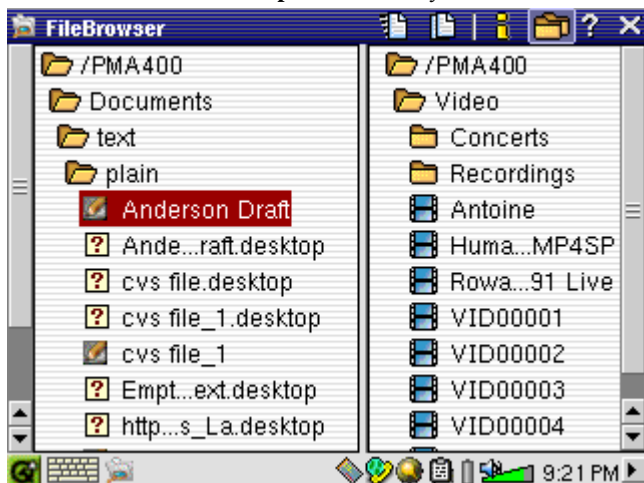 FileBrowser
? X
/PMA400
Documents
text
plain
Anderson Draft
? Ande...raft.desktop
? cvs file.desktop
? cvs file_1.desktop
cvs file_1
? Empt...ext.desktop
? http...s_La.desktop
/PMA400
Video
Concerts
Recordings
Antoine
Huma...MP4SP
Rowa...91 Live
VID00001
VID00002
VID00003
VID00004
9:21 PM